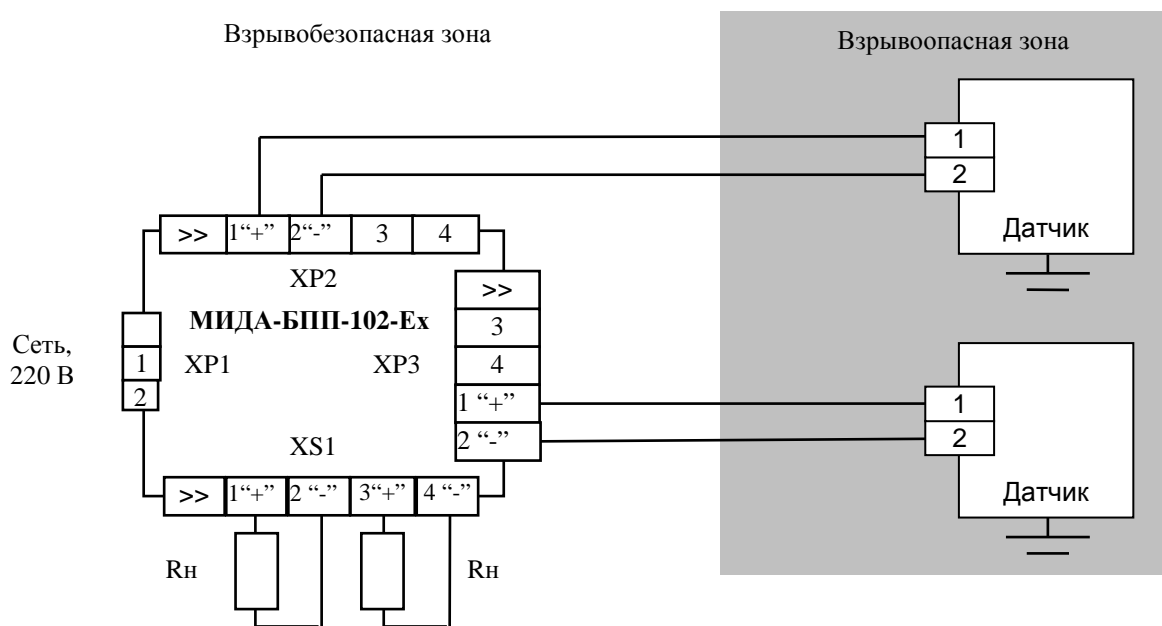 Взрывобезопасная зона
Взрывоопасная зона
1
2
Датчик
>> 1“+” 2“-” 3 4
XP2
МИДА-БПП-102-Ex
Сеть,
220 В
1
2
XP1
XP3
>>
3
4
1 “+”
2 “-”
1
2
Датчик
XS1
>> 1“+” 2 “-” 3“+” 4 “-”
Rн
Rн